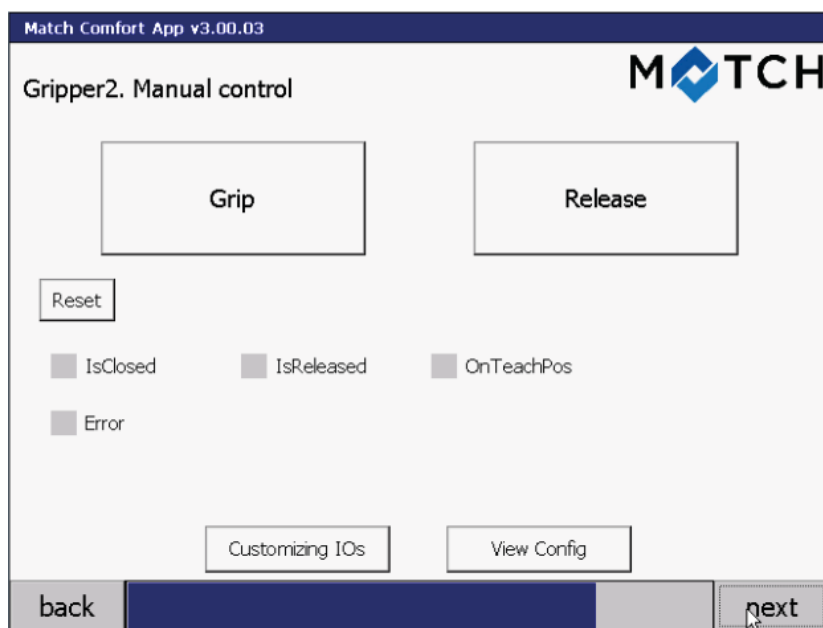 Match Comfort App v3.00.03
MATCH
Gripper2. Manual control
Grip Release
Reset
IsClosed IsReleased OnTeachPos
Error
Customizing IOs View Config
back next